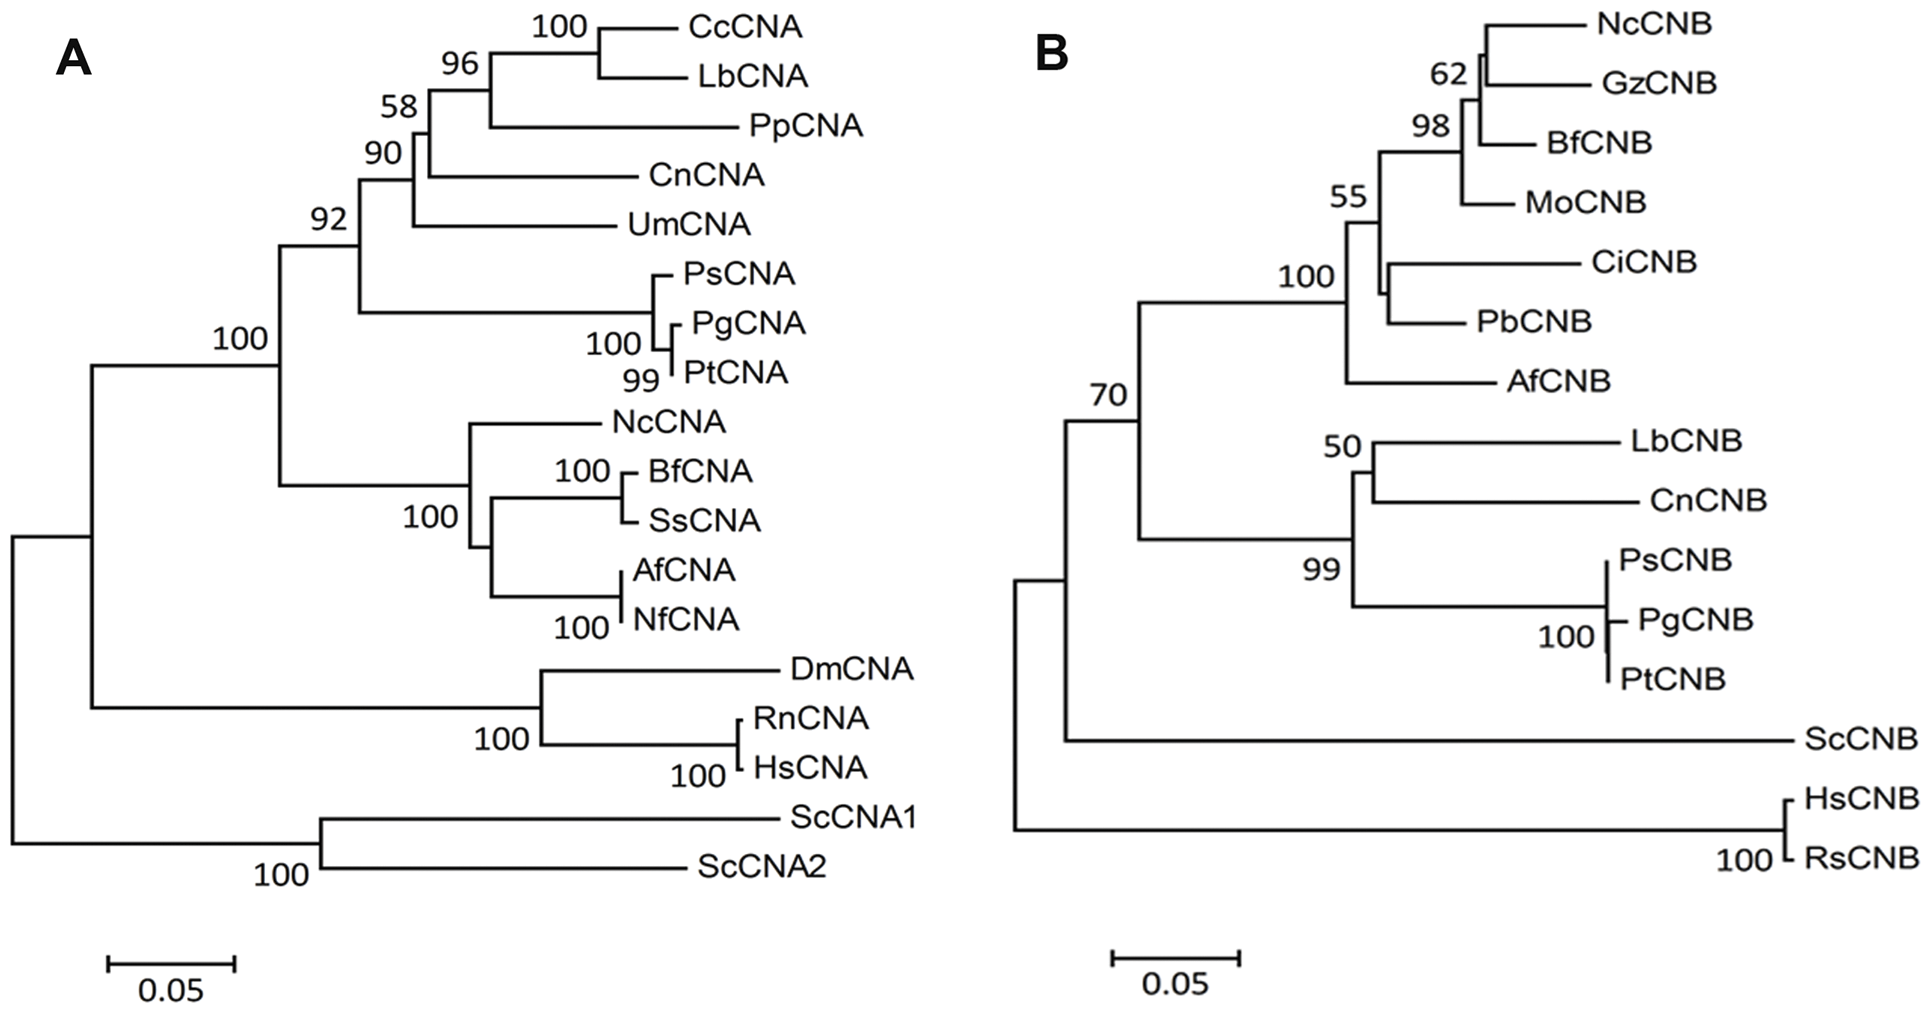 A
100 CcCNA
96 LbCNA
58 PpCNA
90 CnCNA
92 UmCNA
PsCNA
100 100 PgCNA
99 PtCNA
NcCNA
100 BfCNA
100 SsCNA
AfCNA
100 NfCNA
DmCNA
100 RnCNA
100 HsCNA
ScCNA1
100 ScCNA2
0.05
B
NcCNB
62 GzCNB
98 BfCNB
55 MoCNB
100 CiCNB
PbCNB
70 AfCNB
50 LbCNB
CnCNB
99 PsCNB
100 PgCNB
PtCNB
ScCNB
HsCNB
100 RsCNB
0.05